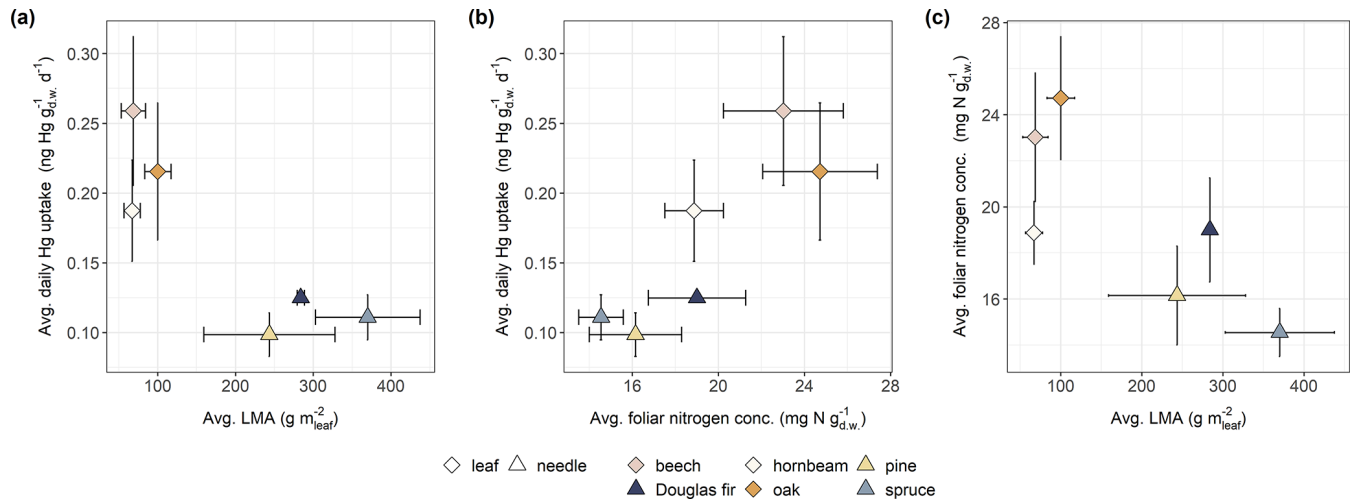 (a)
Avg. daily Hg uptake (ng Hg g⁻¹d.w. d⁻¹)
0.30
0.25
0.20
0.15
0.10
100 200 300 400
Avg. LMA (g m⁻²leaf)
(b)
Avg. daily Hg uptake (ng Hg g⁻¹d.w. d⁻¹)
0.30
0.25
0.20
0.15
0.10
16 20 24 28
Avg. foliar nitrogen conc. (mg N g⁻¹d.w.)
(c)
Avg. foliar nitrogen conc. (mg N g⁻¹d.w.)
28
24
20
16
100 200 300 400
Avg. LMA (g m⁻²leaf)
leaf needle beech hornbeam pine
Douglas fir oak spruce